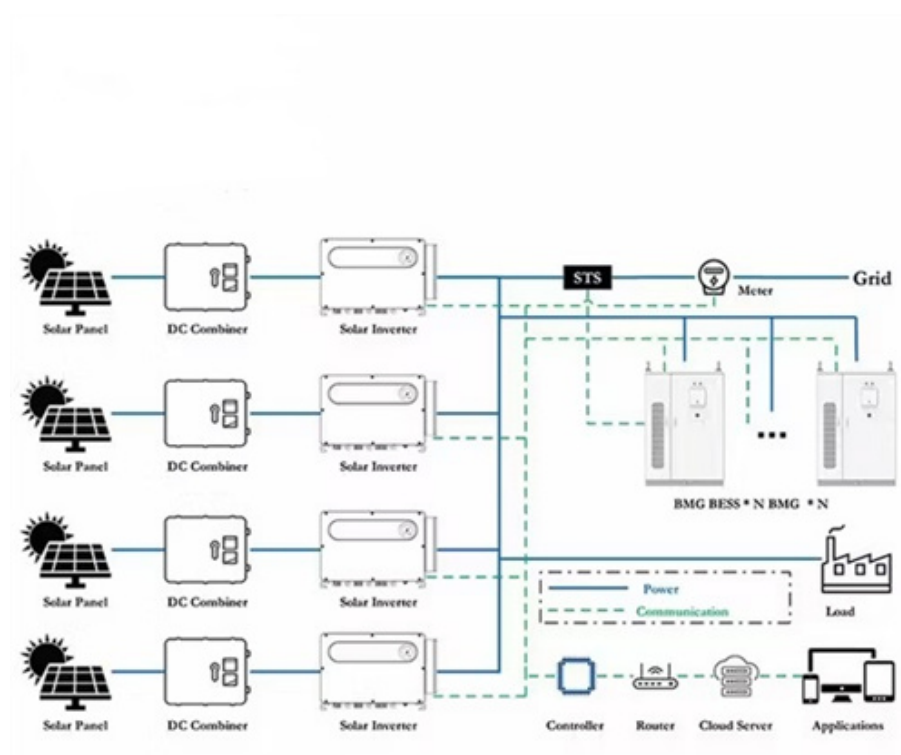 STS
Grid
Meter
Solar Panel DC Combiner Solar Inverter
Solar Panel DC Combiner Solar Inverter
BMG BESS * N BMG * N
Solar Panel DC Combiner Solar Inverter
Power
Communication
Load
Solar Panel DC Combiner Solar Inverter Controller Router Cloud Server Applications